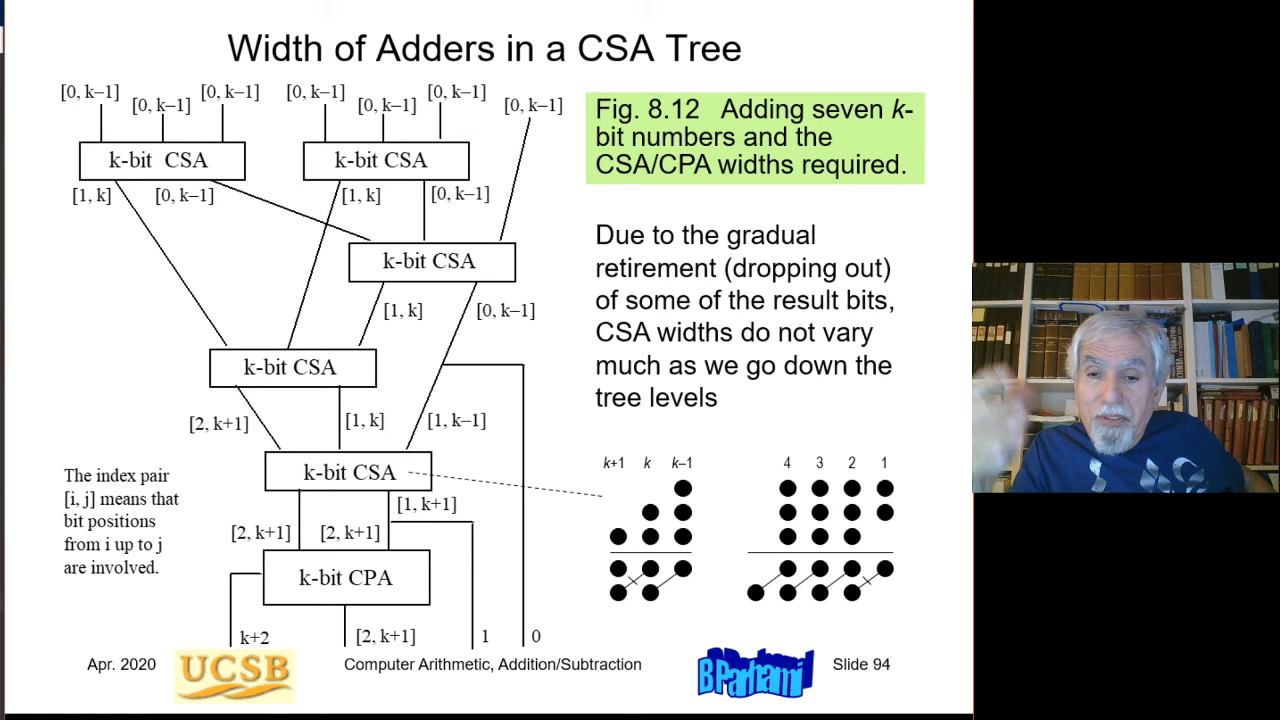 Width of Adders in a CSA Tree
[0, k–1]
[0, k–1]
[0, k–1]
[0, k–1]
[0, k–1]
[0, k–1]
[0, k–1]
k-bit CSA
k-bit CSA
[1, k]
[0, k–1]
[1, k]
[0, k–1]
k-bit CSA
[1, k]
[0, k–1]
k-bit CSA
[2, k+1]
[1, k]
[1, k–1]
k-bit CSA
[1, k+1]
[2, k+1]
[2, k+1]
k-bit CPA
k+2
[2, k+1]
1
0
The index pair
[i, j] means that
bit positions
from i up to j
are involved.
Fig. 8.12 Adding seven k-
bit numbers and the
CSA/CPA widths required.
Due to the gradual
retirement (dropping out)
of some of the result bits,
CSA widths do not vary
much as we go down the
tree levels
k+1 k k–1
4 3 2 1
Apr. 2020
UCSB
Computer Arithmetic, Addition/Subtraction
B Parhami
Slide 94